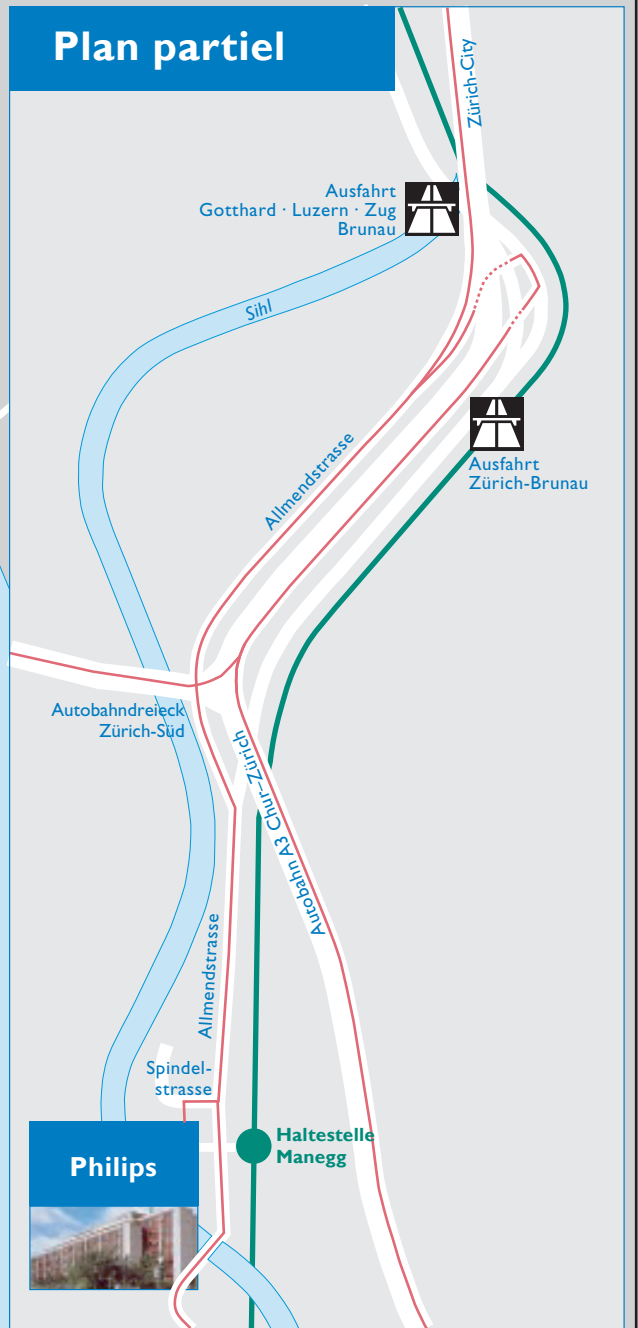 Plan partiel
Zürich-City
Ausfahrt
Gotthard · Luzern · Zug
Brunau
Sihl
Ausfahrt
Zürich-Brunau
Allmendstrasse
Autobahndreieck
Zürich-Süd
Autobahn A3 Chur–Zürich
Allmendstrasse
Spindel-
strasse
Haltestelle
Manegg
Philips